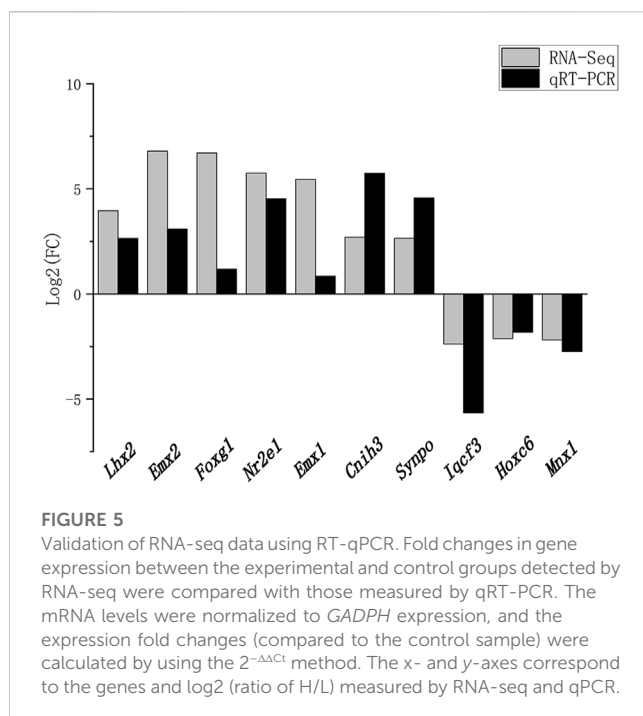 RNA-Seq
qRT-PCR
10
5
0
-5
Log2(FC)
Lhx2 Emx2 Foxg1 Nr2e1 Emx1 Cnih3 Synpo Iqcf3 Hoxc6 Mnx1
FIGURE 5
Validation of RNA-seq data using RT-qPCR. Fold changes in gene
expression between the experimental and control groups detected by
RNA-seq were compared with those measured by qRT-PCR. The
mRNA levels were normalized to GADPH expression, and the
expression fold changes (compared to the control sample) were
calculated by using the 2−ΔΔCt method. The x- and y-axes correspond
to the genes and log2 (ratio of H/L) measured by RNA-seq and qPCR.